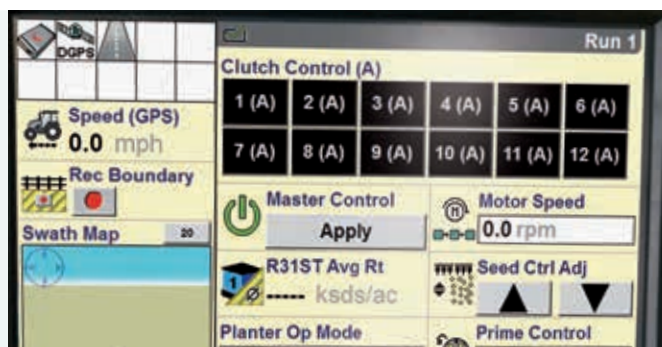 DGPS
Run 1
Clutch Control (A)
1 (A) 2 (A) 3 (A) 4 (A) 5 (A) 6 (A)
7 (A) 8 (A) 9 (A) 10 (A) 11 (A) 12 (A)
Speed (GPS)
0.0 mph
Rec Boundary
Swath Map 20
Master Control
Apply
Motor Speed
M
0.0 rpm
R31ST Avg Rt
1
----- ksds/ac
Seed Ctrl Adj
Planter Op Mode
Prime Control